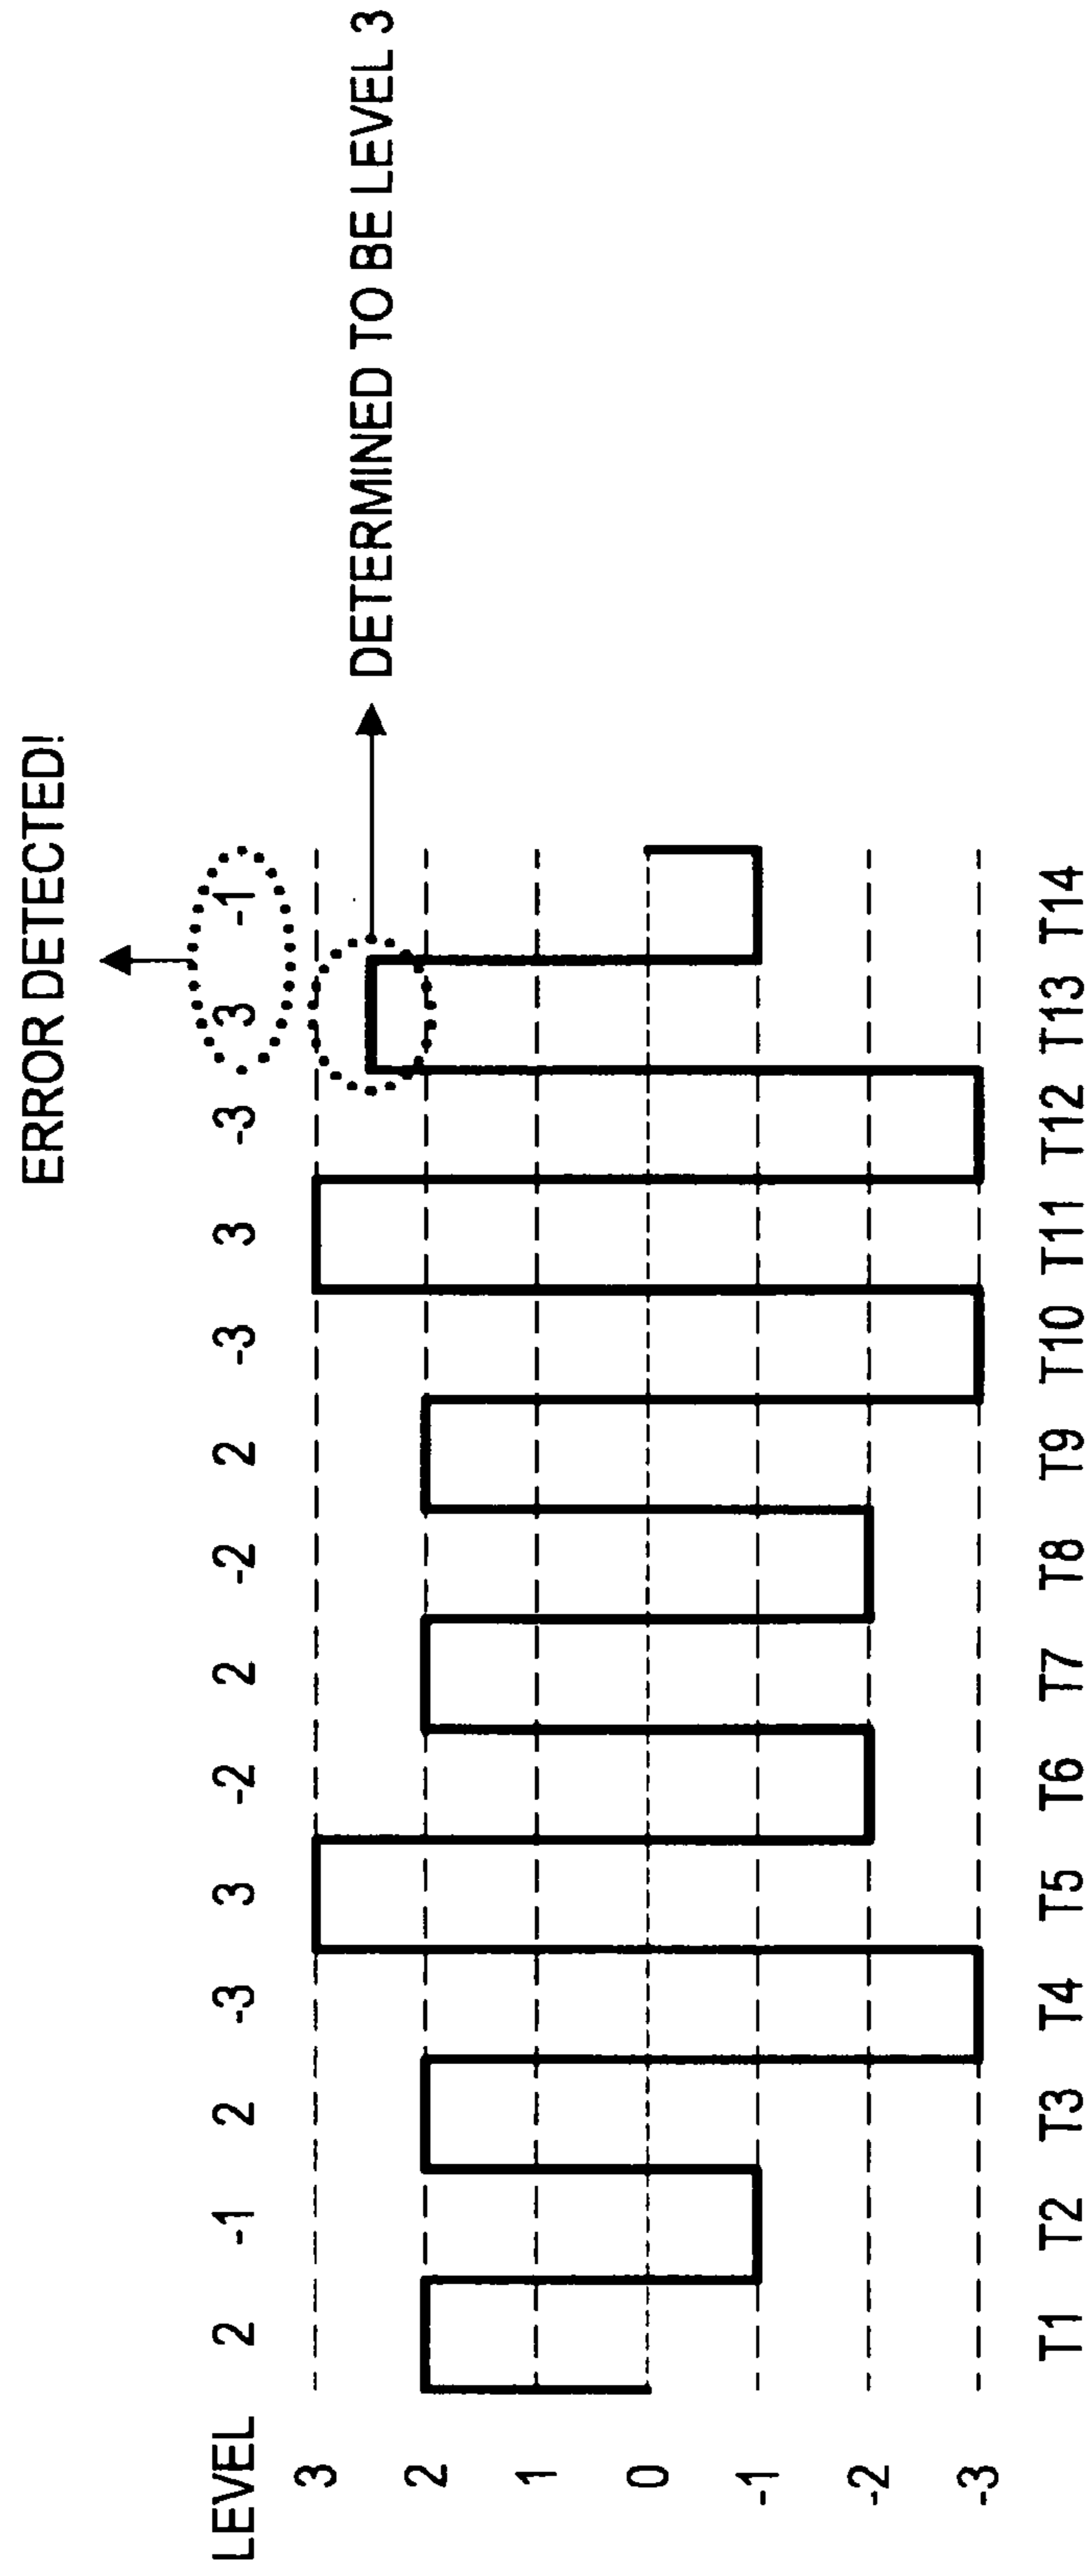 ERROR DETECTED!
LEVEL 2 -1 2 -3 3 -2 2 -2 2 -3 3 -3 3 -1
DETERMINED TO BE LEVEL 3
3
2
1
0
-1
-2
-3
T1 T2 T3 T4 T5 T6 T7 T8 T9 T10 T11 T12 T13 T14